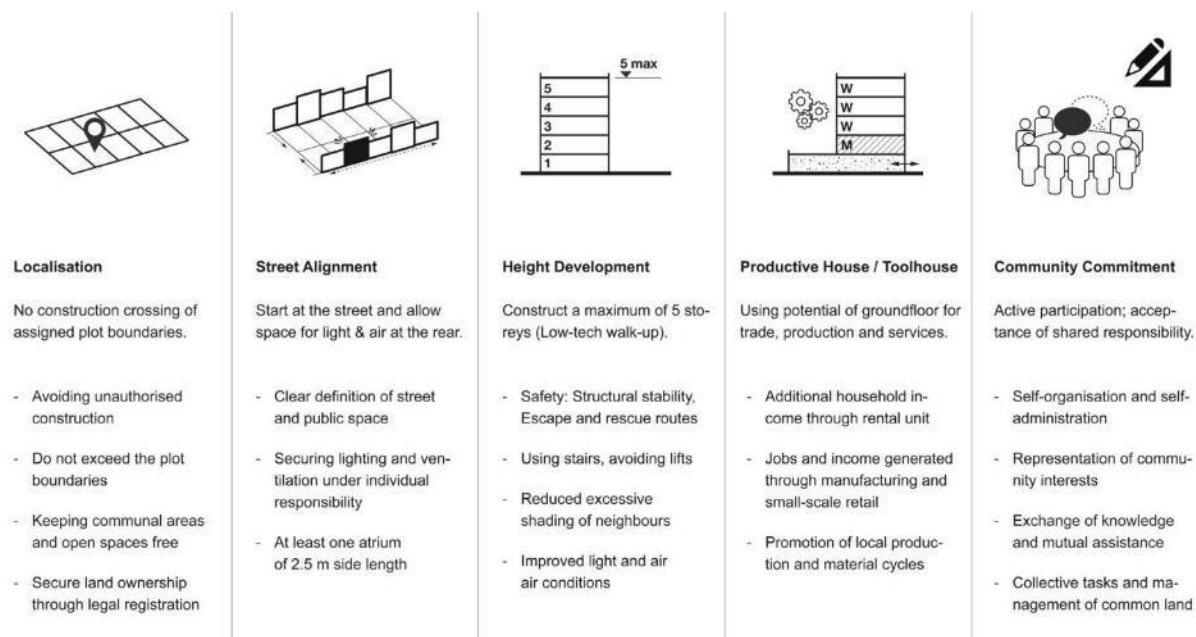 5 max
5
4
3
2
1
W
W
W
M
Localisation
No construction crossing of
assigned plot boundaries.
- Avoiding unauthorised
construction
- Do not exceed the plot
boundaries
- Keeping communal areas
and open spaces free
- Secure land ownership
through legal registration
Street Alignment
Start at the street and allow
space for light & air at the rear.
- Clear definition of street
and public space
- Securing lighting and ven-
tilation under individual
responsibility
- At least one atrium
of 2.5 m side length
Height Development
Construct a maximum of 5 sto-
reys (Low-tech walk-up).
- Safety: Structural stability,
Escape and rescue routes
- Using stairs, avoiding lifts
- Reduced excessive
shading of neighbours
- Improved light and air
air conditions
Productive House / Toolhouse
Using potential of groundfloor for
trade, production and services.
- Additional household in-
come through rental unit
- Jobs and income generated
through manufacturing and
small-scale retail
- Promotion of local produc-
tion and material cycles
Community Commitment
Active participation; accep-
tance of shared responsibility.
- Self-organisation and self-
administration
- Representation of commu-
nity interests
- Exchange of knowledge
and mutual assistance
- Collective tasks and ma-
nagement of common land